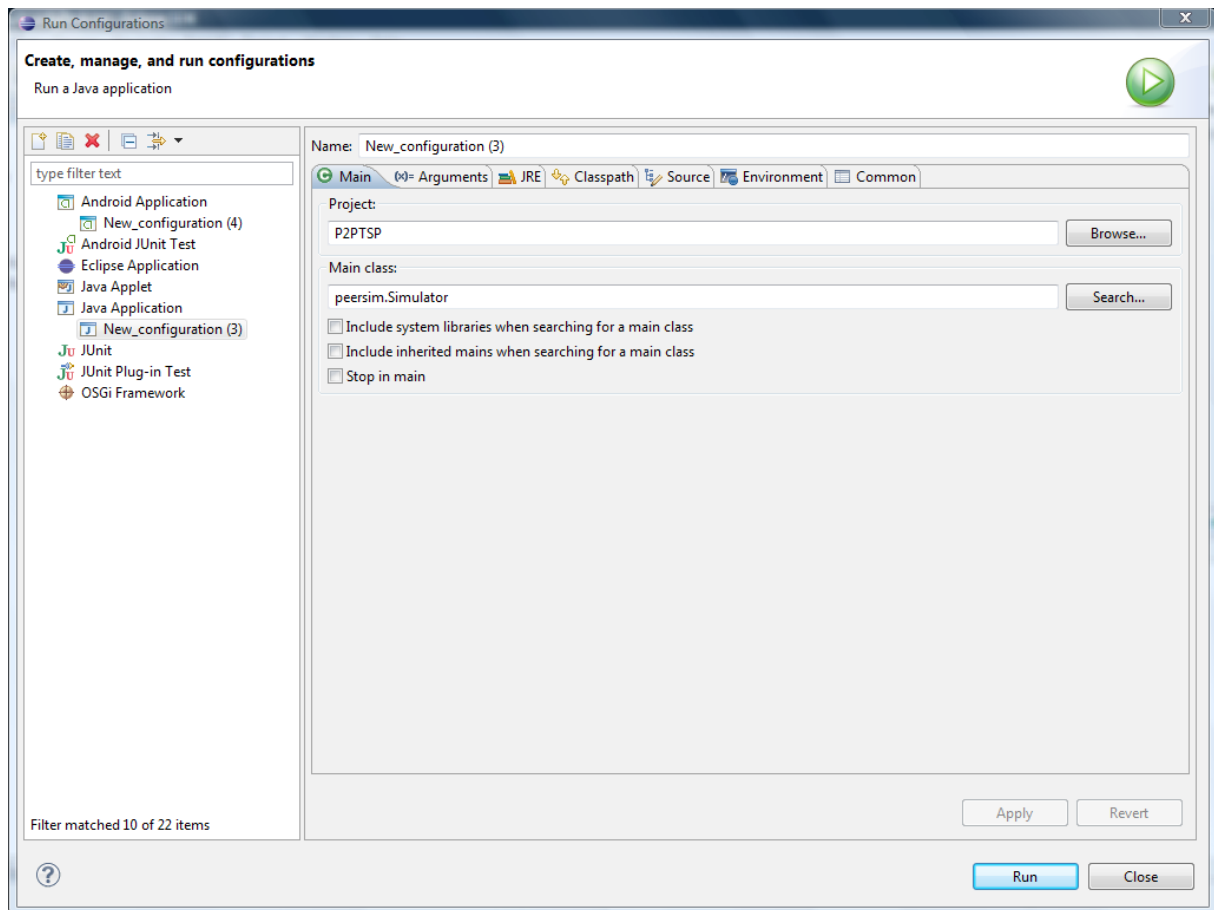 Run Configurations
X
Create, manage, and run configurations
Run a Java application
type filter text
Android Application
New_configuration (4)
Ju Android JUnit Test
Eclipse Application
Java Applet
J Java Application
J New_configuration (3)
Ju JUnit
Ju JUnit Plug-in Test
OSGi Framework
Filter matched 10 of 22 items
Name: New_configuration (3)
Main (x)= Arguments JRE Classpath Source Environment Common
Project:
P2PTSP
Browse...
Main class:
peersim.Simulator
Search...
Include system libraries when searching for a main class
Include inherited mains when searching for a main class
Stop in main
Apply Revert
? Run Close